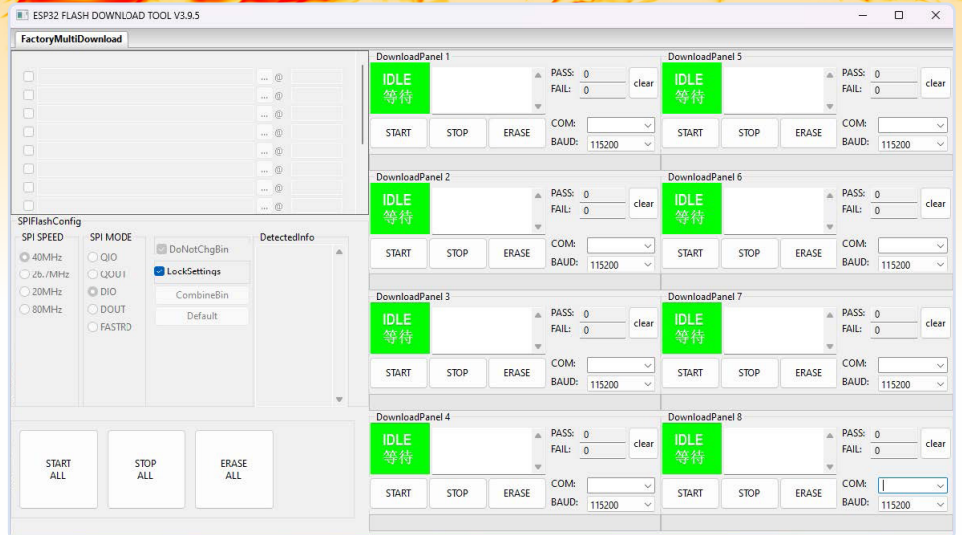 ESP32 FLASH DOWNLOAD TOOL V3.9.5
FactoryMultiDownload
... @
... @
... @
... @
... @
... @
... @
... @
SPIFlashConfig
SPI SPEED
40MHz
26.7MHz
20MHz
80MHz
SPI MODE
QIO
QOUT
DIO
DOUT
FASTRD
DoNotChgBin
LockSettings
CombineBin
Default
DetectedInfo
START ALL
STOP ALL
ERASE ALL
DownloadPanel 1
IDLE
等待
PASS: 0
FAIL: 0
clear
START STOP ERASE
COM:
BAUD: 115200
DownloadPanel 2
IDLE
等待
PASS: 0
FAIL: 0
clear
START STOP ERASE
COM:
BAUD: 115200
DownloadPanel 3
IDLE
等待
PASS: 0
FAIL: 0
clear
START STOP ERASE
COM:
BAUD: 115200
DownloadPanel 4
IDLE
等待
PASS: 0
FAIL: 0
clear
START STOP ERASE
COM:
BAUD: 115200
DownloadPanel 5
IDLE
等待
PASS: 0
FAIL: 0
clear
START STOP ERASE
COM:
BAUD: 115200
DownloadPanel 6
IDLE
等待
PASS: 0
FAIL: 0
clear
START STOP ERASE
COM:
BAUD: 115200
DownloadPanel 7
IDLE
等待
PASS: 0
FAIL: 0
clear
START STOP ERASE
COM:
BAUD: 115200
DownloadPanel 8
IDLE
等待
PASS: 0
FAIL: 0
clear
START STOP ERASE
COM:
BAUD: 115200